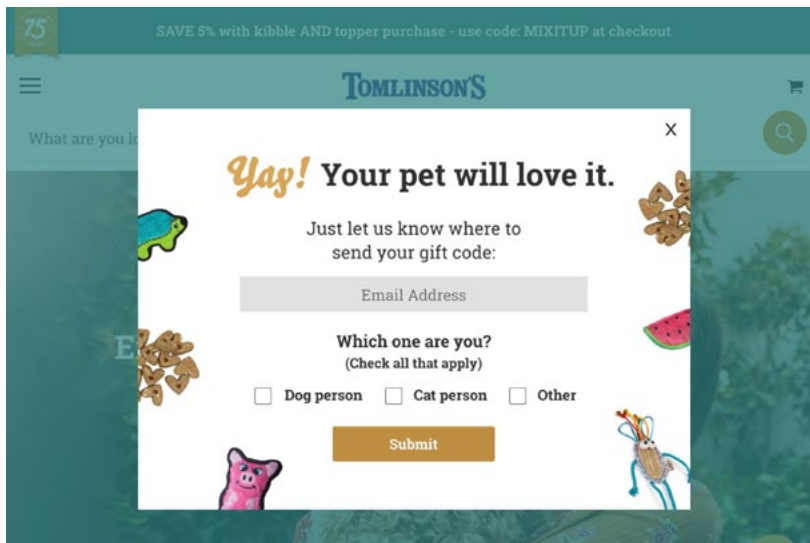 75
SAVE 5% with kibble AND topper purchase - use code: MIXITUP at checkout
TOMLINSON'S
What are you
X
Yay! Your pet will love it.
Just let us know where to
send your gift code:
Email Address
Which one are you?
(Check all that apply)
Dog person
Cat person
Other
Submit